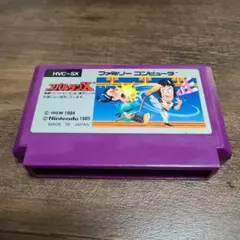 HVC-SX
ファミリー コンピュータ
スパルタンX
© IREM 1984
© Nintendo 1985
MADE IN JAPAN